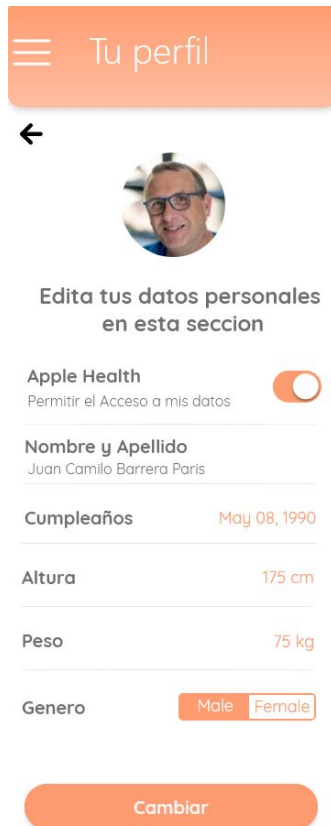 Tu perfil
Edita tus datos personales
en esta seccion
Apple Health
Permitir el Acceso a mis datos
Nombre y Apellido
Juan Camilo Barrera Paris
Cumpleaños May 08, 1990
Altura 175 cm
Peso 75 kg
Genero Male Female
Cambiar